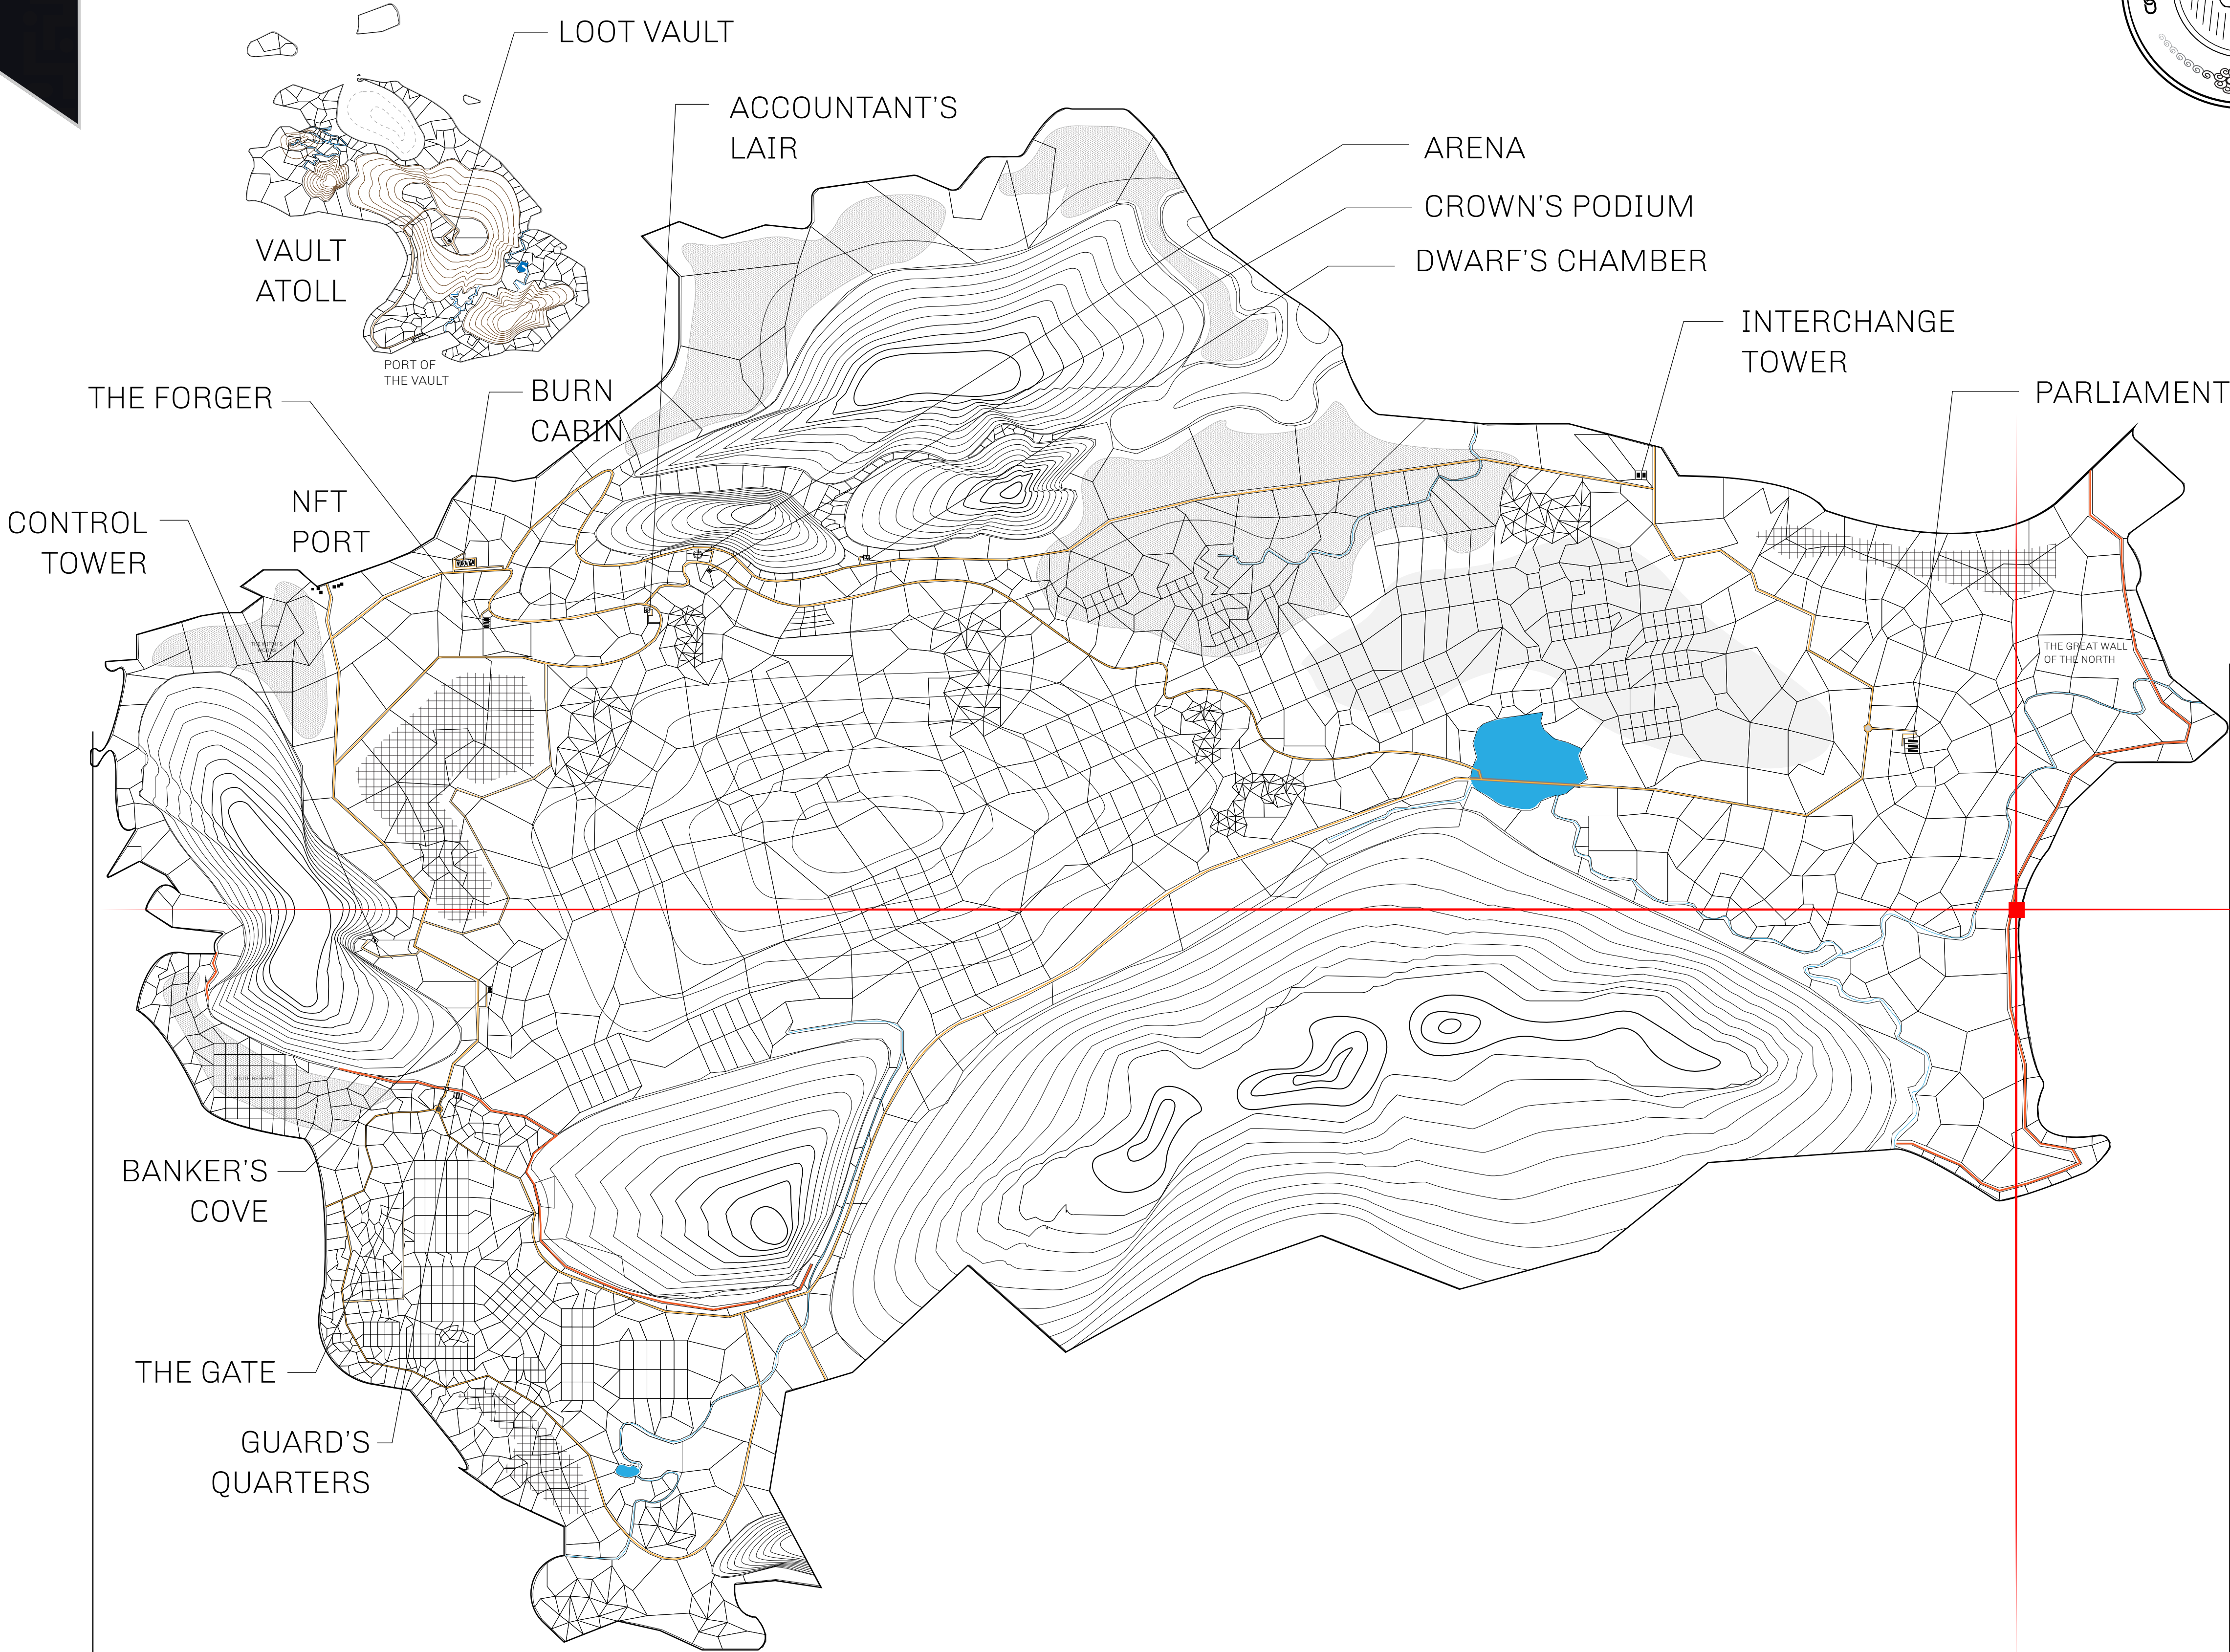 LOOT VAULT
ACCOUNTANT'S
LAIR
ARENA
CROWN'S PODIUM
DWARF'S CHAMBER
VAULT
ATOLL
INTERCHANGE
TOWER
PORT OF
THE VAULT
THE FORGER
BURN
CABIN
PARLIAMENT
NFT
PORT
CONTROL
TOWER
THE GREAT WALL
OF THE NORTH
SOUTH RESERVE
BANKER'S
COVE
THE GATE
GUARD'S
QUARTERS